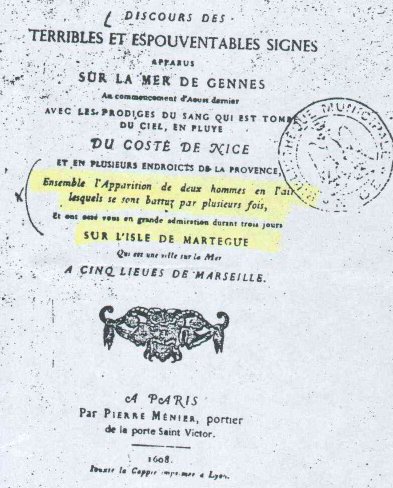 DISCOURS DES
TERRIBLES ET ESPOUVENTABLES SIGNES
APPARUS
SUR LA MER DE GENNES
Au commencement d'Aoust dernier
AVEC LES PRODIGES DU SANG QUI EST TOMBÉ
DU CIEL, EN PLUYE
DU COSTÉ DE NICE
ET EN PLUSIEURS ENDROICTS DE LA PROVENCE,
Ensemble l'Apparition de deux hommes en l'air
lesquels se sont battuz par plusieurs fois,
Et ont esté veus en grande admiration durant trois jours
SUR L'ISLE DE MARTEGUE
Qui est une ville sur la Mer
A CINQ LIEUES DE MARSEILLE.
A PARIS
Par PIERRE MÉNIER, portier
de la porte Saint Victor.
1608.
la Coppie imprimee a Lyon.
MUNICIPALE